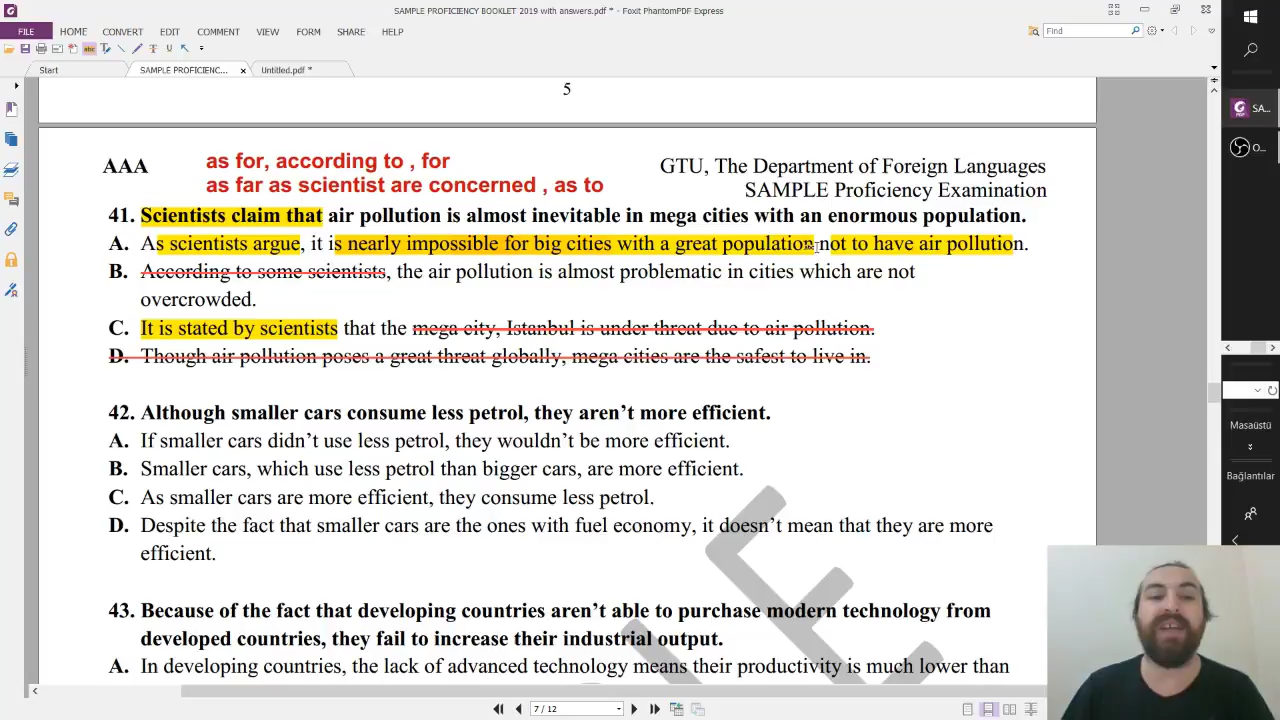 SAMPLE PROFICIENCY BOOKLET 2019 with answers.pdf * - Foxit PhantomPDF Express
FILE HOME CONVERT EDIT COMMENT VIEW FORM SHARE HELP
Find
Start SAMPLE PROFICIENC... Untitled.pdf *
5
AAA
as for, according to , for
as far as scientist are concerned , as to
GTU, The Department of Foreign Languages
SAMPLE Proficiency Examination
41. Scientists claim that air pollution is almost inevitable in mega cities with an enormous population.
A. As scientists argue, it is nearly impossible for big cities with a great population not to have air pollution.
B. According to some scientists, the air pollution is almost problematic in cities which are not
overcrowded.
C. It is stated by scientists that the mega city, Istanbul is under threat due to air pollution.
D. Though air pollution poses a great threat globally, mega cities are the safest to live in.
42. Although smaller cars consume less petrol, they aren't more efficient.
A. If smaller cars didn't use less petrol, they wouldn't be more efficient.
B. Smaller cars, which use less petrol than bigger cars, are more efficient.
C. As smaller cars are more efficient, they consume less petrol.
D. Despite the fact that smaller cars are the ones with fuel economy, it doesn't mean that they are more
efficient.
43. Because of the fact that developing countries aren't able to purchase modern technology from
developed countries, they fail to increase their industrial output.
A. In developing countries, the lack of advanced technology means their productivity is much lower than
7 / 12
SA...
O...
Masaüstü
Bağlantılar